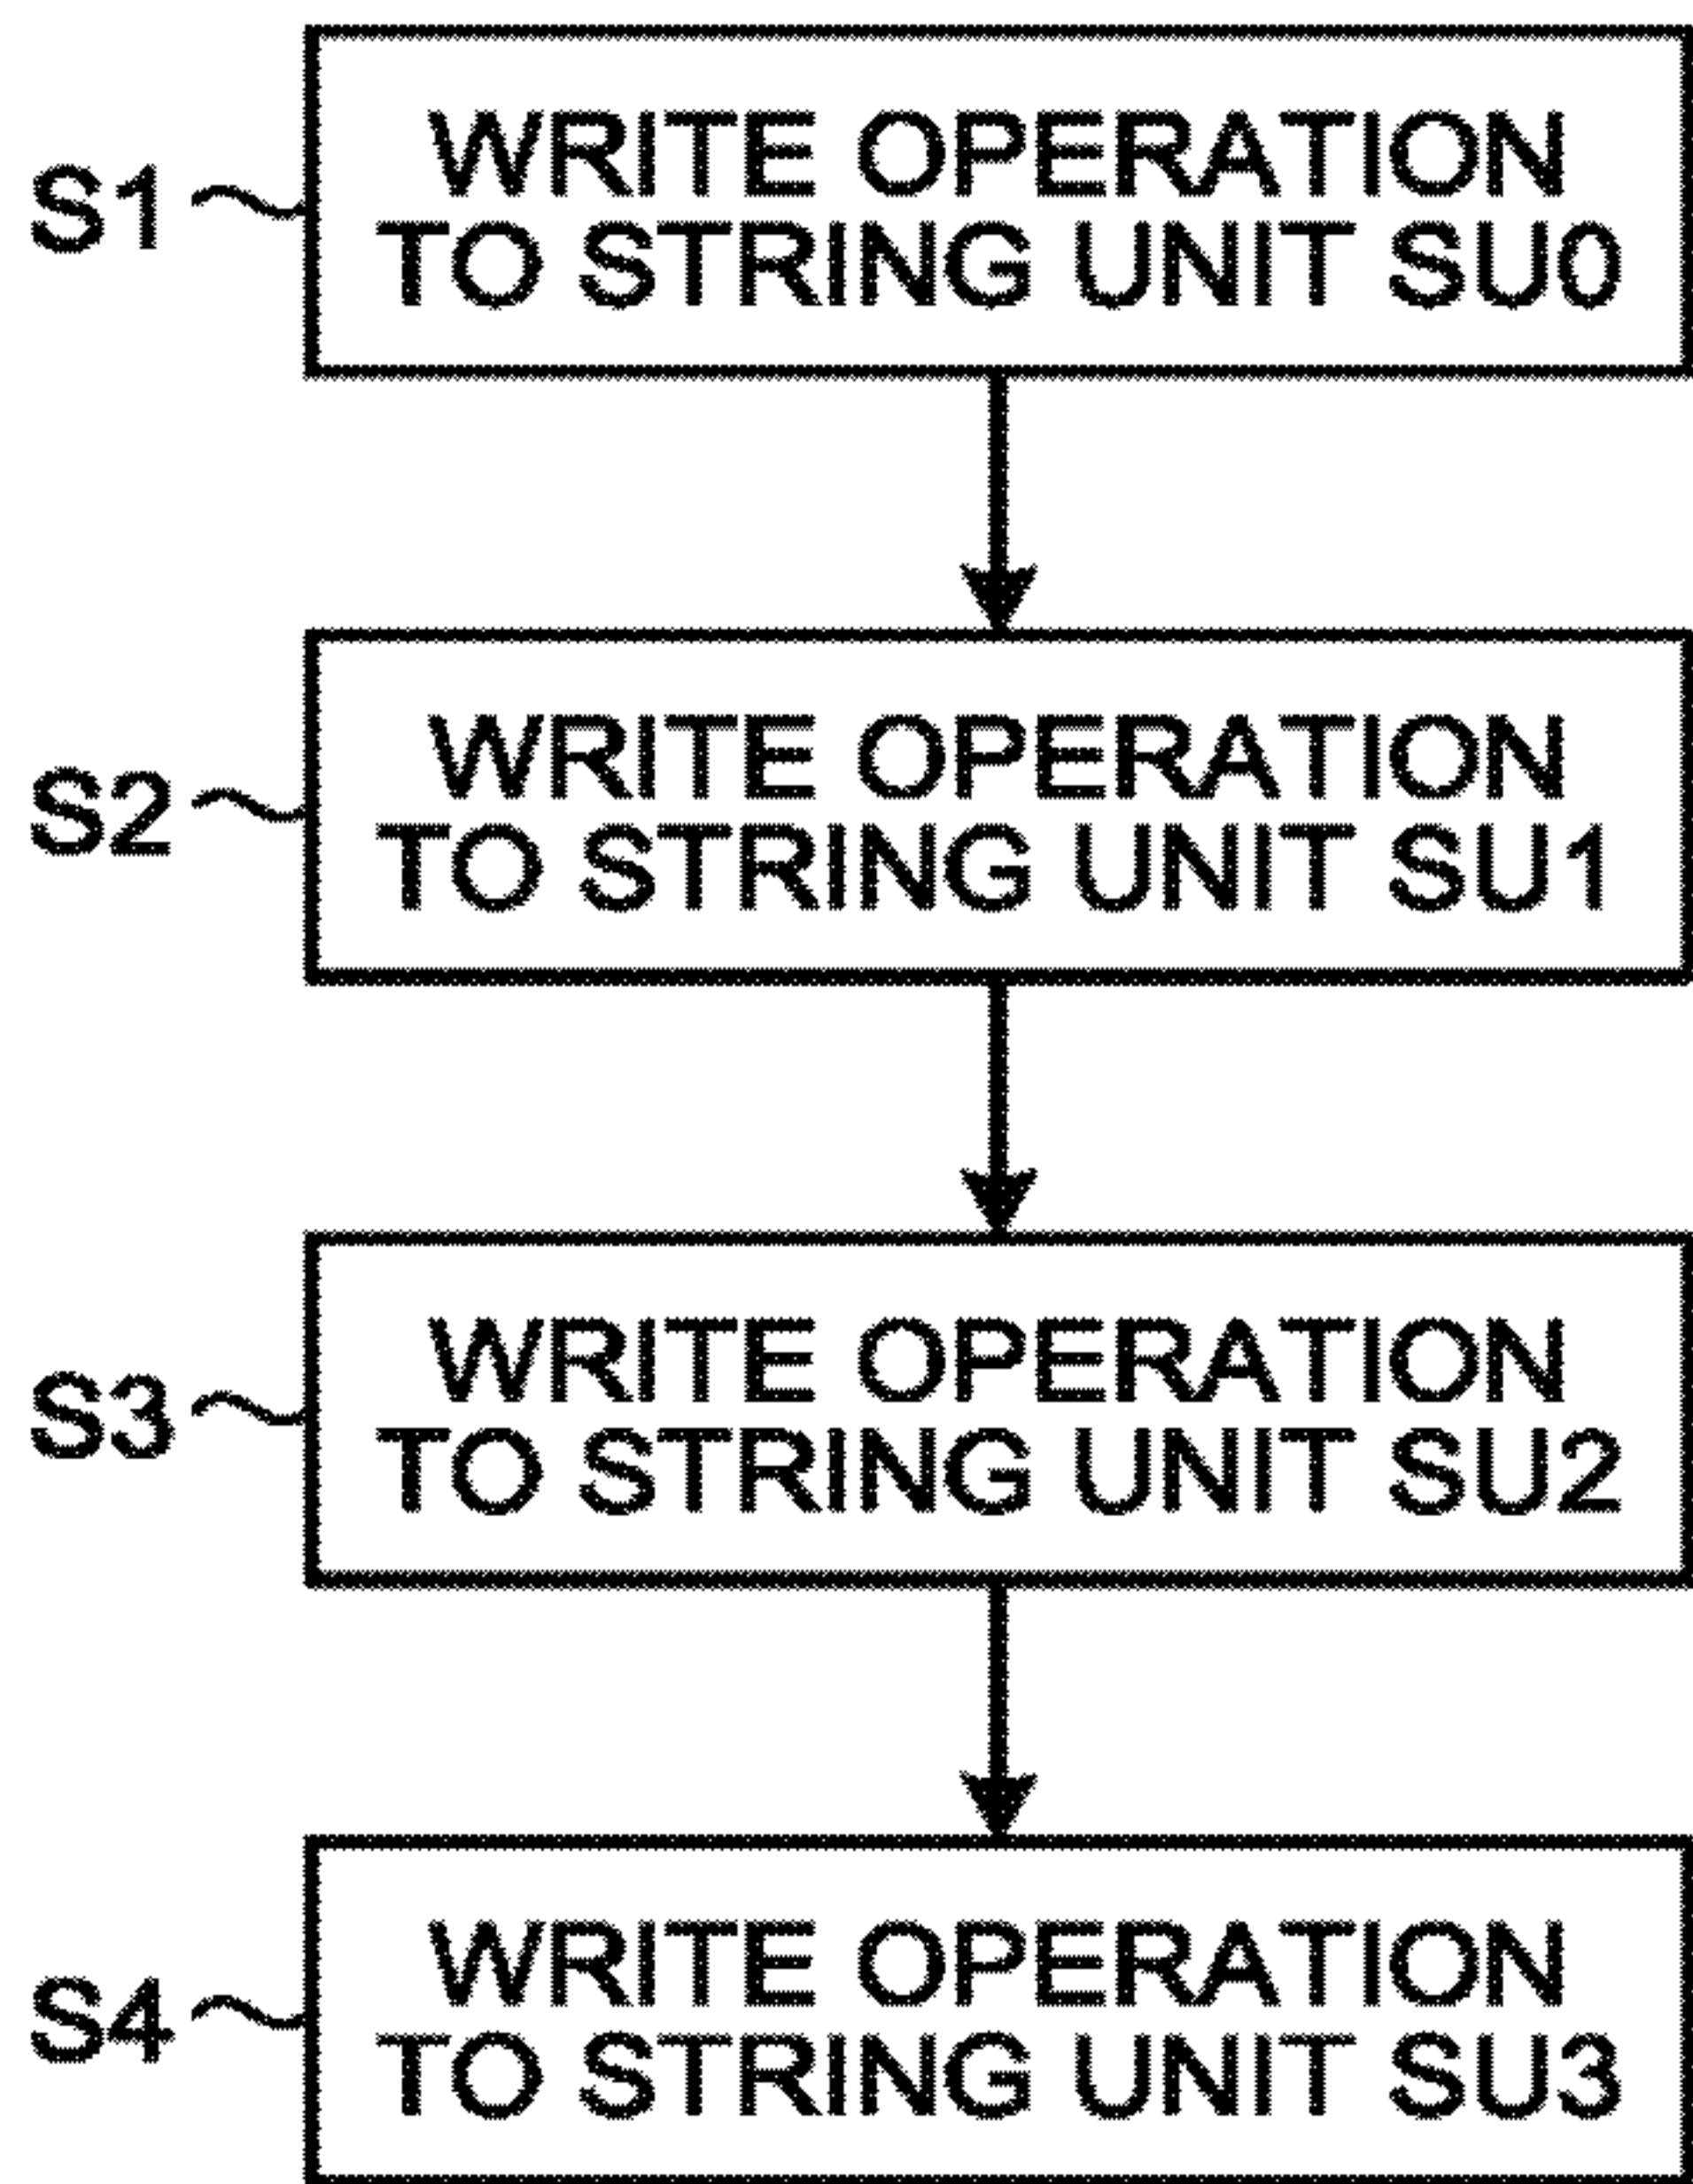 S1
WRITE OPERATION
TO STRING UNIT SU0
S2
WRITE OPERATION
TO STRING UNIT SU1
S3
WRITE OPERATION
TO STRING UNIT SU2
S4
WRITE OPERATION
TO STRING UNIT SU3